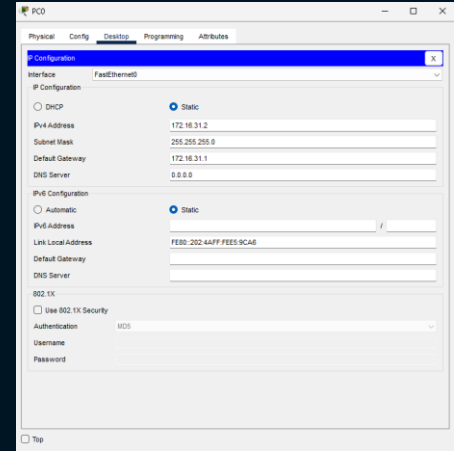 PC0
Physical Config Desktop Programming Attributes
IP Configuration X
Interface FastEthernet0
IP Configuration
DHCP Static
IPv4 Address 172.16.31.2
Subnet Mask 255.255.255.0
Default Gateway 172.16.31.1
DNS Server 0.0.0.0
IPv6 Configuration
Automatic Static
IPv6 Address /
Link Local Address FE80::202:4AFF:FEE5:9CA6
Default Gateway
DNS Server
802.1X
Use 802.1X Security
Authentication MD5
Username
Password
Top